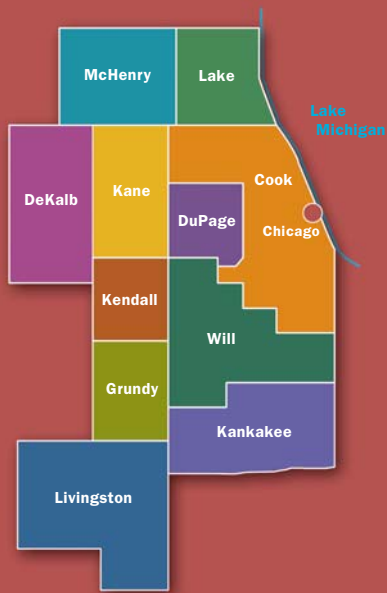 McHenry
Lake
Lake
Michigan
DeKalb
Kane
Cook
DuPage
Chicago
Kendall
Will
Grundy
Kankakee
Livingston